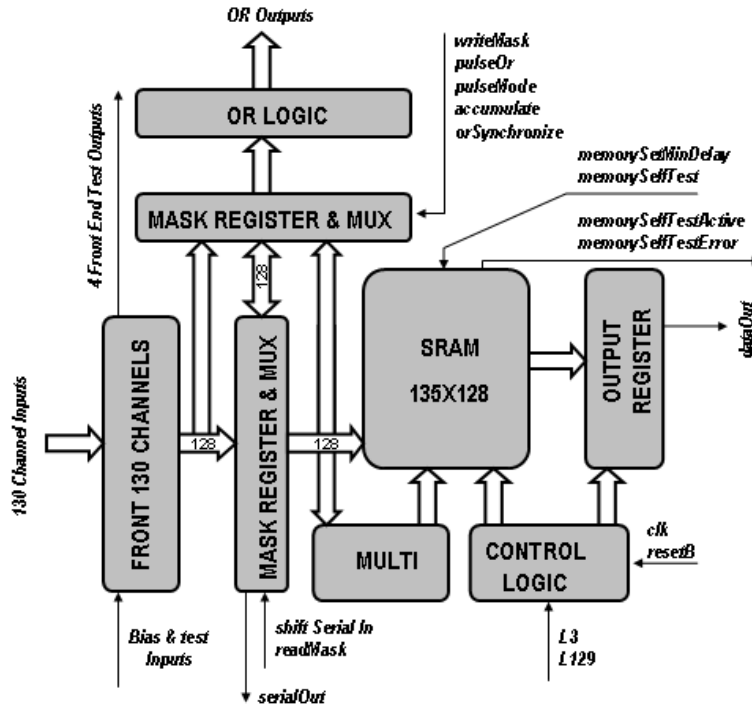 OR Outputs
writeMask
pulseOr
pulseMode
accumulate
orSynchronize
OR LOGIC
4 Front End Test Outputs
memorySetMinDelay
memorySelfTest
MASK REGISTER & MUX
memorySelfTestActive
memorySelfTestError
128
SRAM
135X128
OUTPUT
REGISTER
dataOut
130 Channel Inputs
FRONT 130 CHANNELS
128
MASK REGISTER & MUX
128
MULTI
CONTROL
LOGIC
clk
resetB
Bias & test
Inputs
shift Serial In
readMask
serialOut
L3
L129